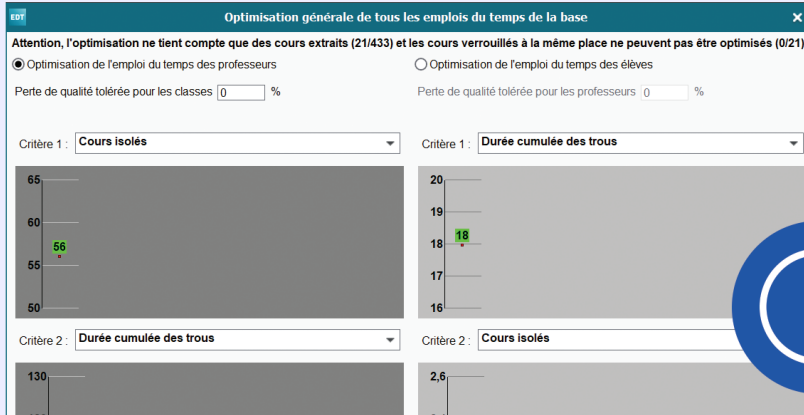 EDT Optimisation générale de tous les emplois du temps de la base
Attention, l'optimisation ne tient compte que des cours extraits (21/433) et les cours verrouillés à la même place ne peuvent pas être optimisés (0/21)
Optimisation de l'emploi du temps des professeurs
Optimisation de l'emploi du temps des élèves
Perte de qualité tolérée pour les classes 0 %
Perte de qualité tolérée pour les professeurs 0 %
Critère 1 : Cours isolés
Critère 1 : Durée cumulée des trous
65
60
56
55
50
20
19
18
18
17
16
Critère 2 : Durée cumulée des trous
Critère 2 : Cours isolés
130
2,6